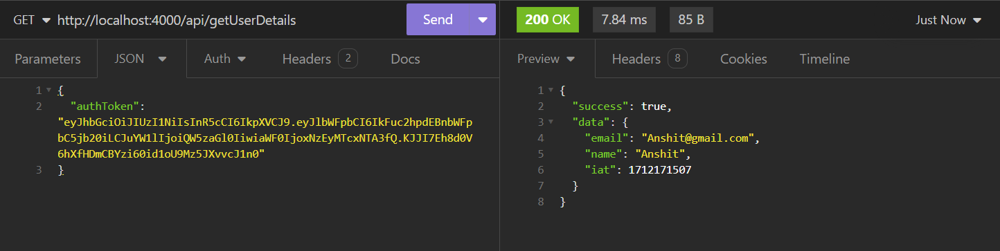 GET http://localhost:4000/api/getUserDetails Send
200 OK 7.84 ms 85 B Just Now
Parameters JSON Auth Headers 2 Docs
Preview Headers 8 Cookies Timeline
1 {
2 "authToken":
"eyJhbGciOiJIUzI1NiIsInR5cCI6IkpXVCJ9.eyJlbWFpbCI6IkFuc2hpdEBnbWFp
bC5jb20iLCJuYW1lIjoiQW5zaGl0IiwiaWF0IjoxNzEyMTcxNTA3fQ.KJJI7Eh8d0V
6hXfHDmCBYzi60id1oU9Mz5JXvvcJ1n0"
3 }
1 {
2 "success": true,
3 "data": {
4 "email": "Anshit@gmail.com",
5 "name": "Anshit",
6 "iat": 1712171507
7 }
8 }